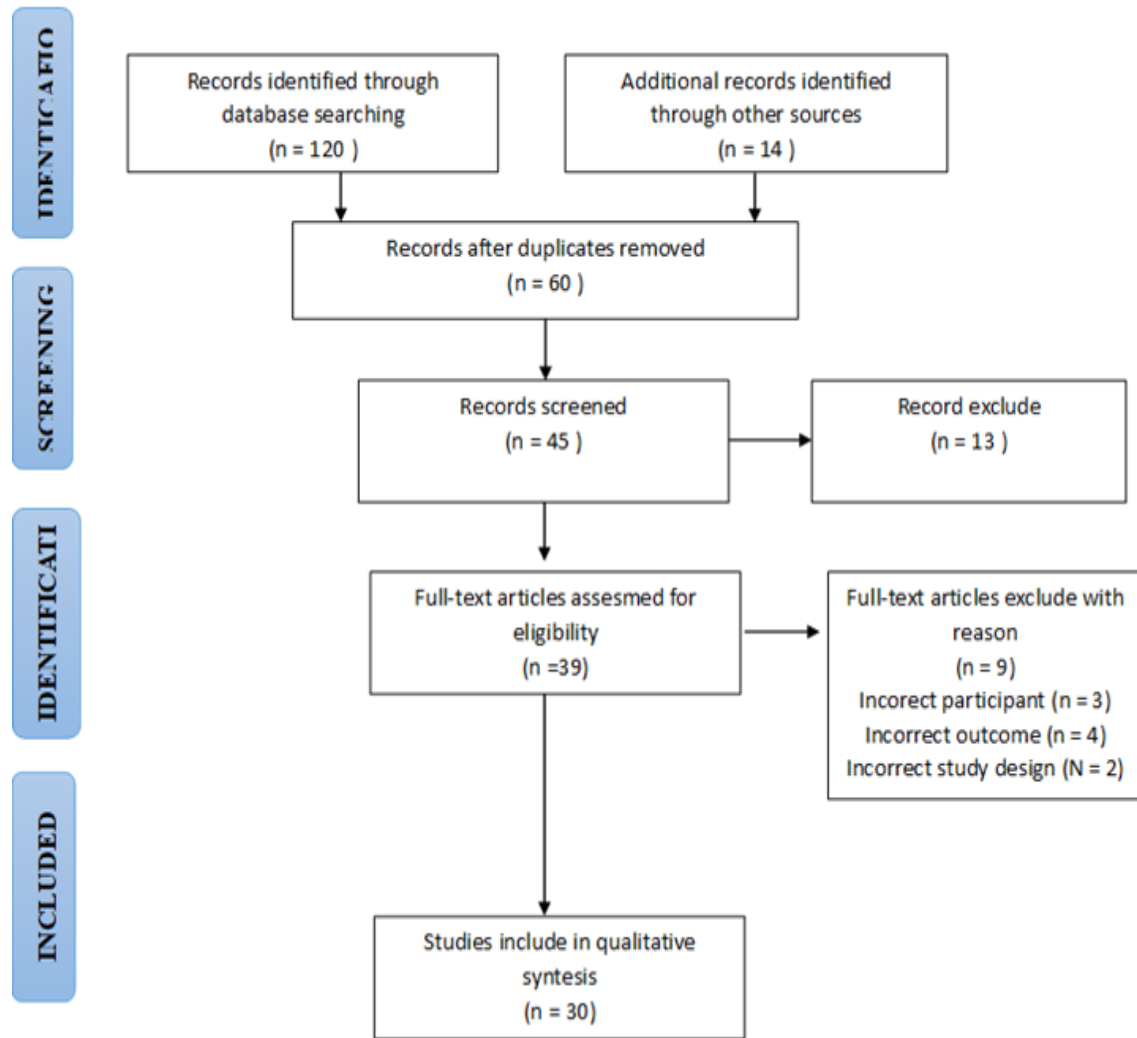 IDENTIFICATIO
Records identified through
database searching
(n = 120 )
Additional records identified
through other sources
(n = 14 )
Records after duplicates removed
(n = 60 )
SCREENING
Records screened
(n = 45 )
Record exclude
(n = 13 )
IDENTIFICATI
Full-text articles assesmed for
eligibility
(n =39)
Full-text articles exclude with
reason
(n = 9)
Incorect participant (n = 3)
Incorrect outcome (n = 4)
Incorrect study design (N = 2)
INCLUDED
Studies include in qualitative
syntesis
(n = 30)